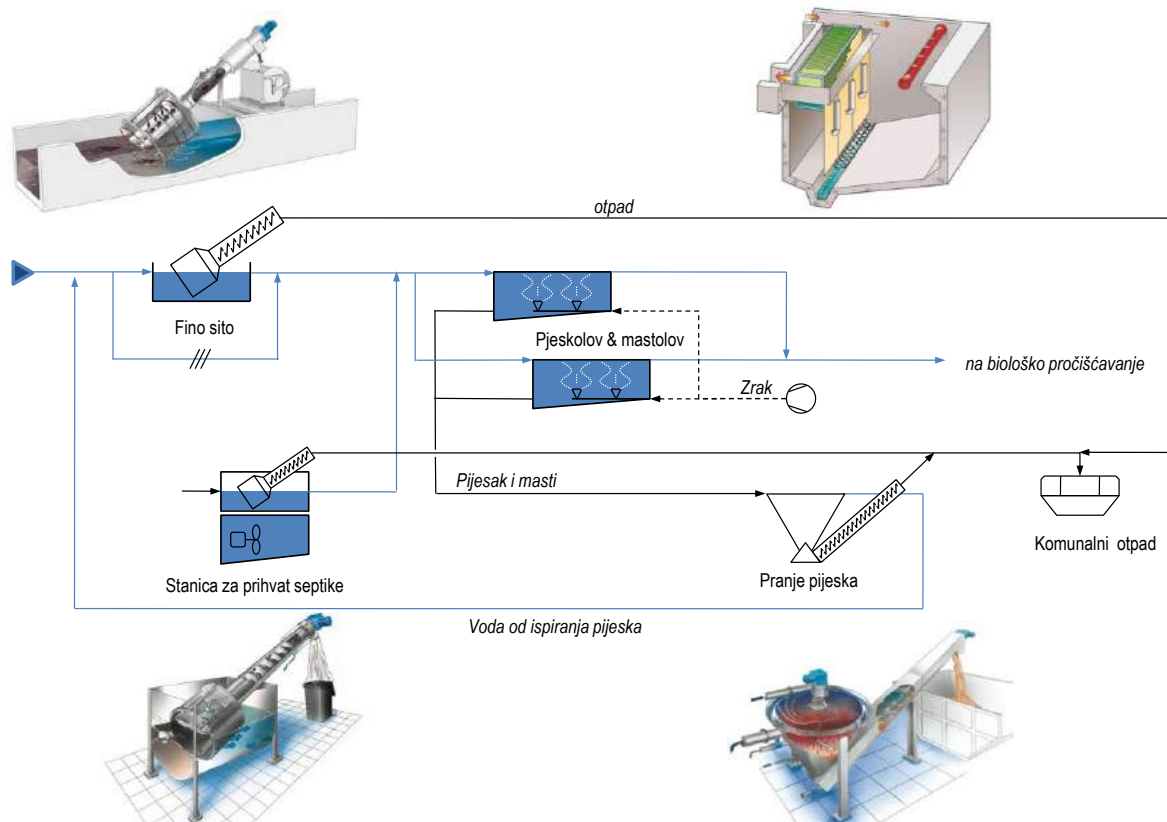 otpad
Fino sito
Pjeskolov & mastolov
na biološko pročišćavanje
Zrak
Pijesak i masti
Komunalni otpad
Stanica za prihvat septike
Pranje pijeska
Voda od ispiranja pijeska